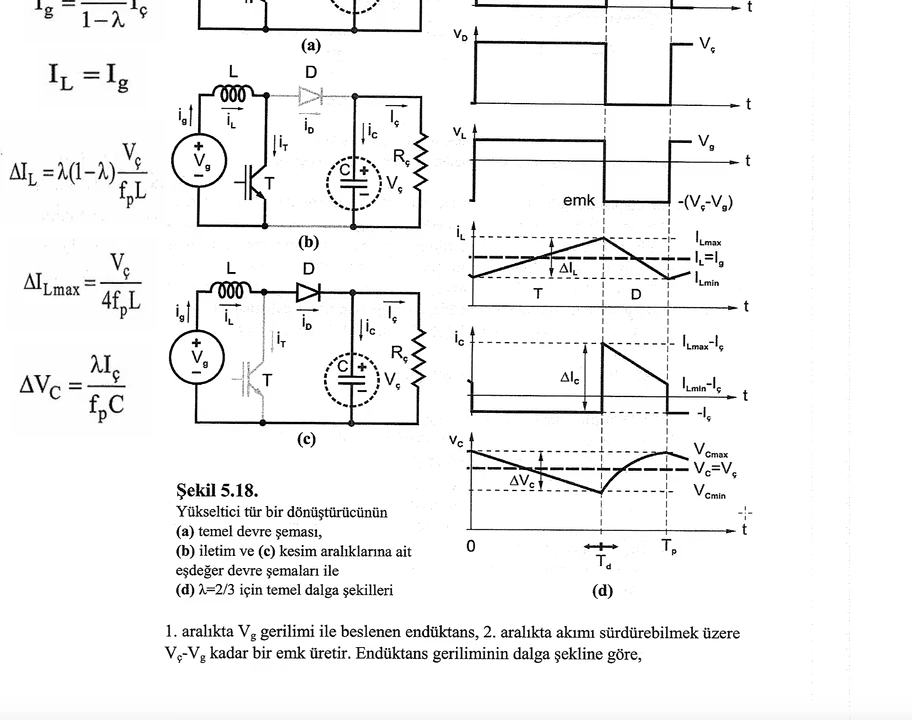 I_g = 1-λ I_ç
I_L = I_g
ΔI_L = λ(1-λ) V_ç / f_pL
ΔI_Lmax = V_ç / 4f_pL
ΔV_C = λI_ç / f_pC
(a)
L D
i_g i_L i_D i_C I_ç
i_T
V_g T C R_ç V_ç
+ −
(b)
L D
i_g i_L i_D i_C I_ç
i_T
V_g T C R_ç V_ç
+ −
(c)
Şekil 5.18.
Yükseltici tür bir dönüştürücünün
(a) temel devre şeması,
(b) iletim ve (c) kesim aralıklarına ait
eşdeğer devre şemaları ile
(d) λ=2/3 için temel dalga şekilleri
t
V_D V_ç
t
V_L V_g
t
emk -(V_ç-V_g)
i_L I_Lmax
I_L=I_g
ΔI_L I_Lmin
T D
t
i_C I_Lmax-I_ç
ΔI_c I_Lmin-I_ç
t
-I_ç
V_C V_Cmax
V_C=V_ç
ΔV_C V_Cmin
t
0 T_d T_p
(d)
1. aralıkta V_g gerilimi ile beslenen endüktans, 2. aralıkta akımı sürdürebilmek üzere
V_ç-V_g kadar bir emk üretir. Endüktans geriliminin dalga şekline göre,